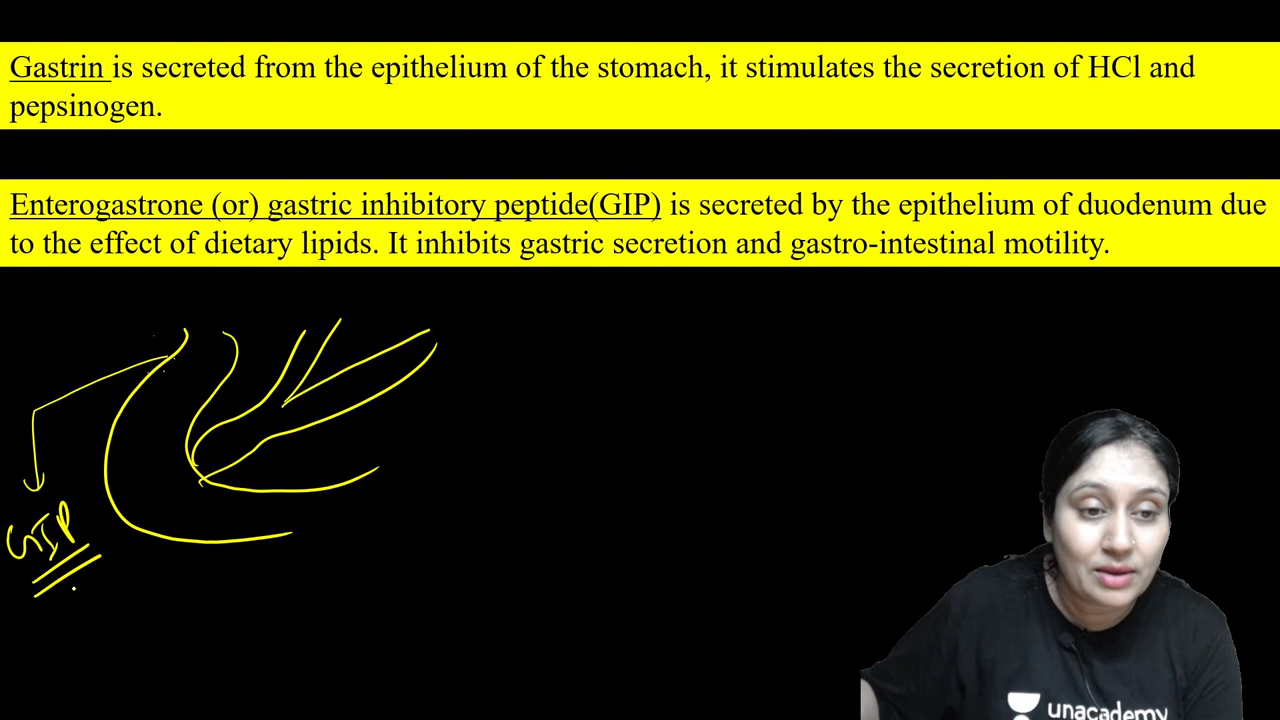 Gastrin is secreted from the epithelium of the stomach, it stimulates the secretion of HCl and
pepsinogen.
Enterogastrone (or) gastric inhibitory peptide(GIP) is secreted by the epithelium of duodenum due
to the effect of dietary lipids. It inhibits gastric secretion and gastro-intestinal motility.
GIP
unacademy